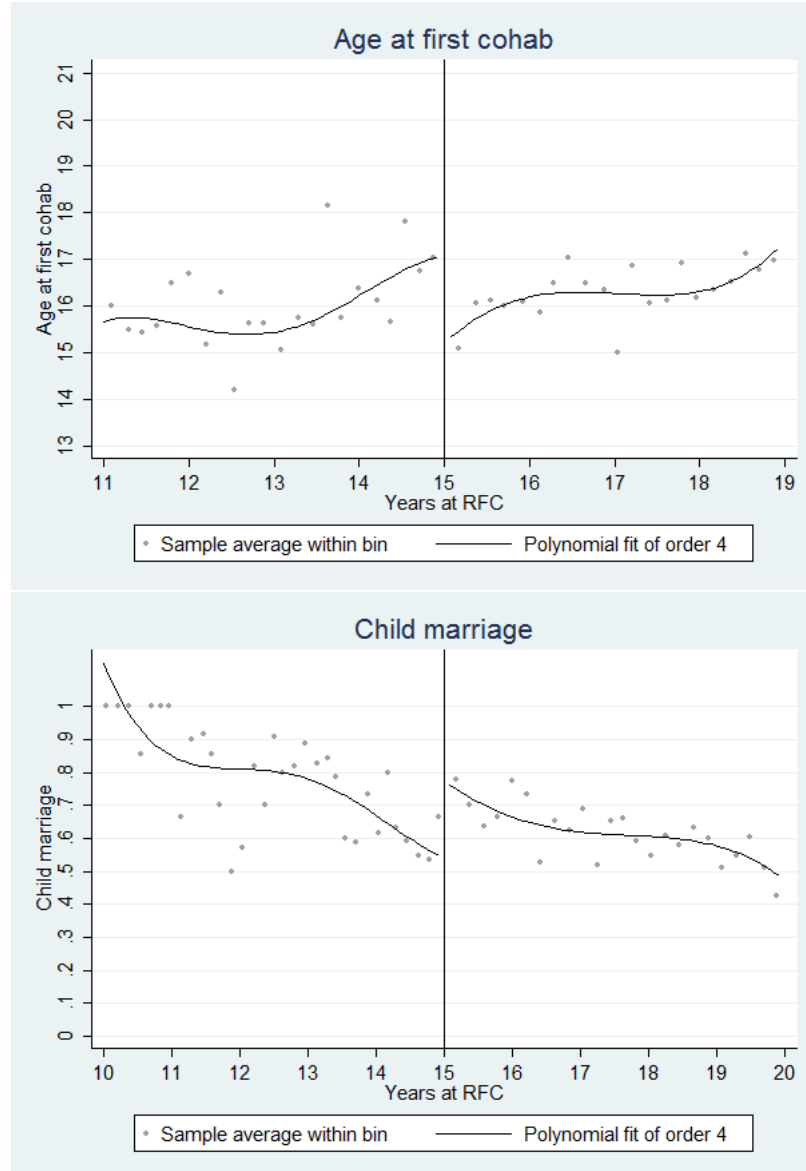 Age at first cohab
Age at first cohab
21
20
19
18
17
16
15
14
13
11 12 13 14 15 16 17 18 19
Years at RFC
Sample average within bin Polynomial fit of order 4
Child marriage
Child marriage
1
.9
.8
.7
.6
.5
.4
.3
.2
.1
0
10 11 12 13 14 15 16 17 18 19 20
Years at RFC
Sample average within bin Polynomial fit of order 4